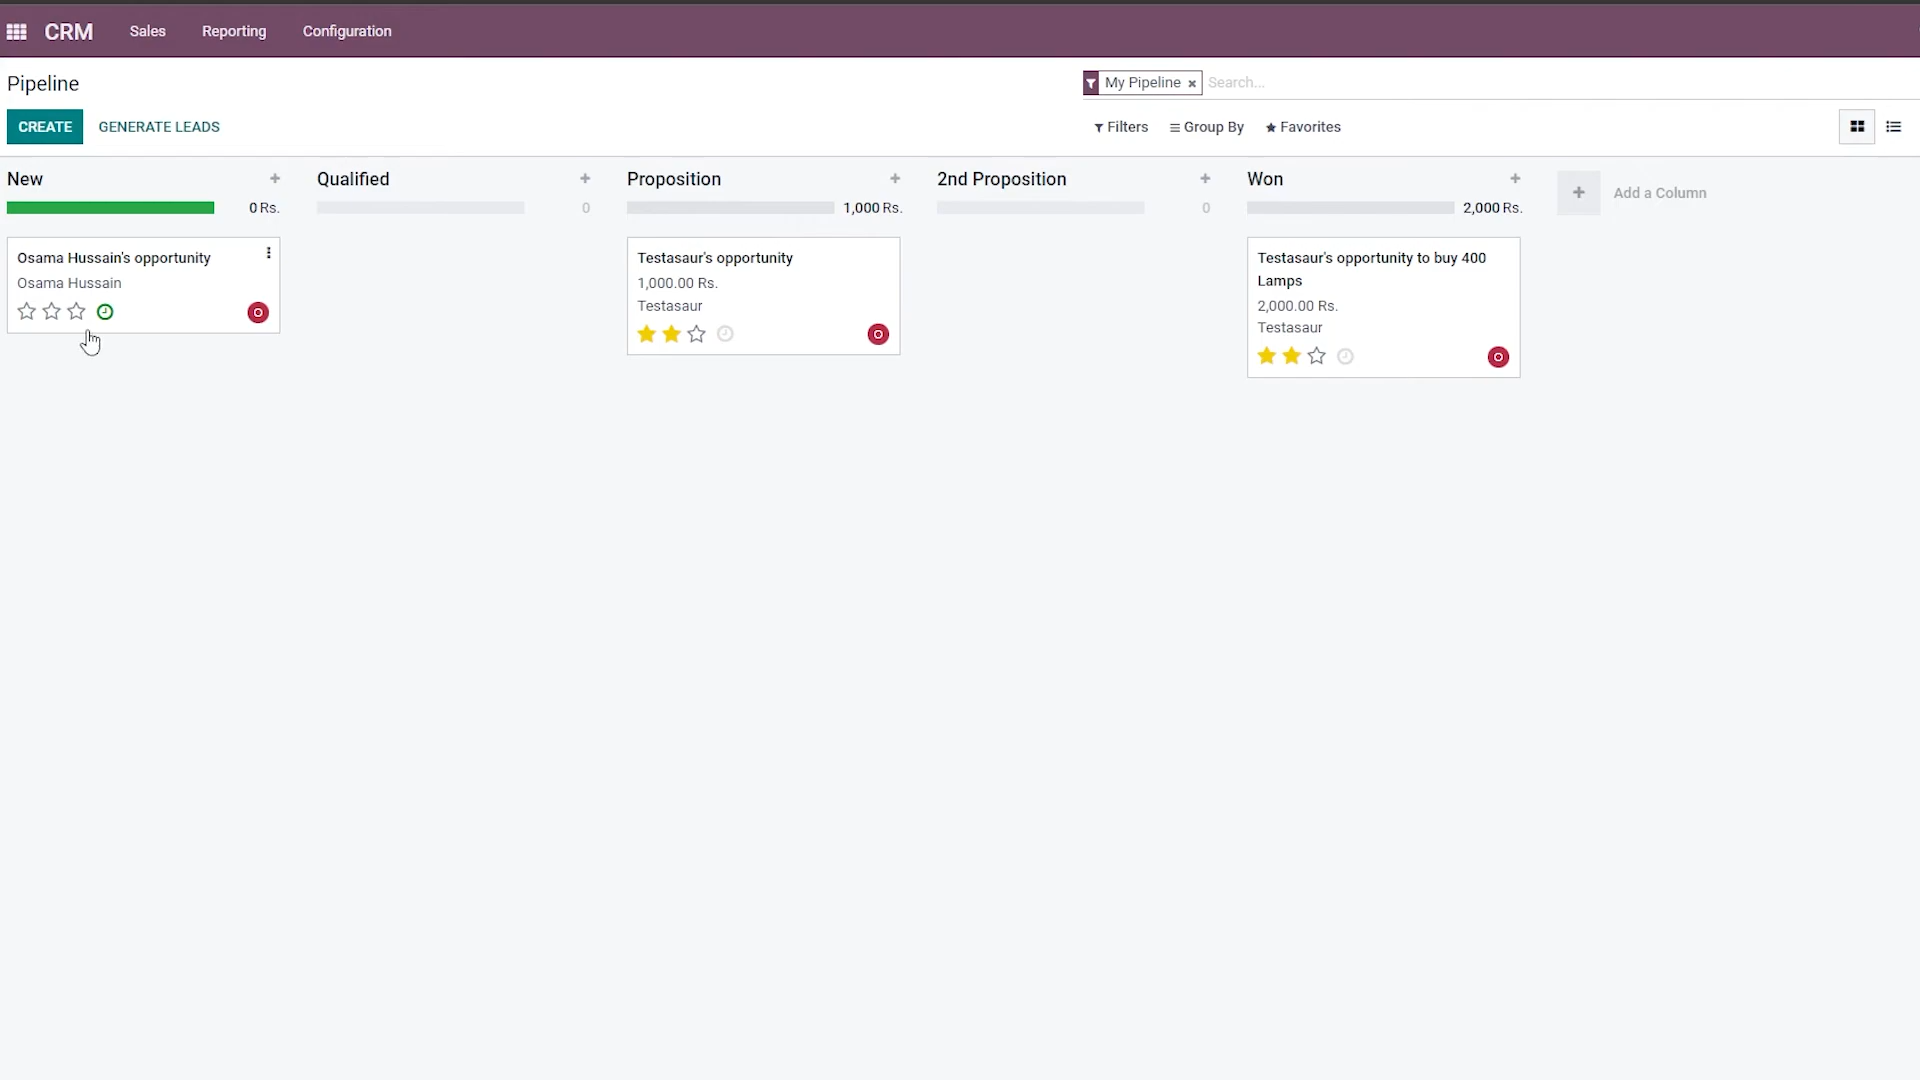 CRM Sales Reporting Configuration
Pipeline
My Pipeline × Search...
CREATE GENERATE LEADS
Filters Group By Favorites
New
0 Rs.
Osama Hussain's opportunity
Osama Hussain
O
Qualified
0
Proposition
1,000 Rs.
Testasaur's opportunity
1,000.00 Rs.
Testasaur
O
2nd Proposition
0
Won
2,000 Rs.
Testasaur's opportunity to buy 400
Lamps
2,000.00 Rs.
Testasaur
O
Add a Column